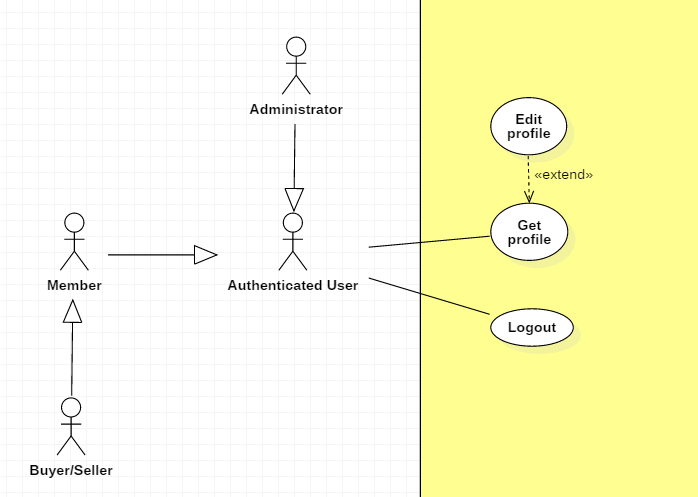 Administrator
Edit
profile
«extend»
Get
profile
Member
Authenticated User
Logout
Buyer/Seller